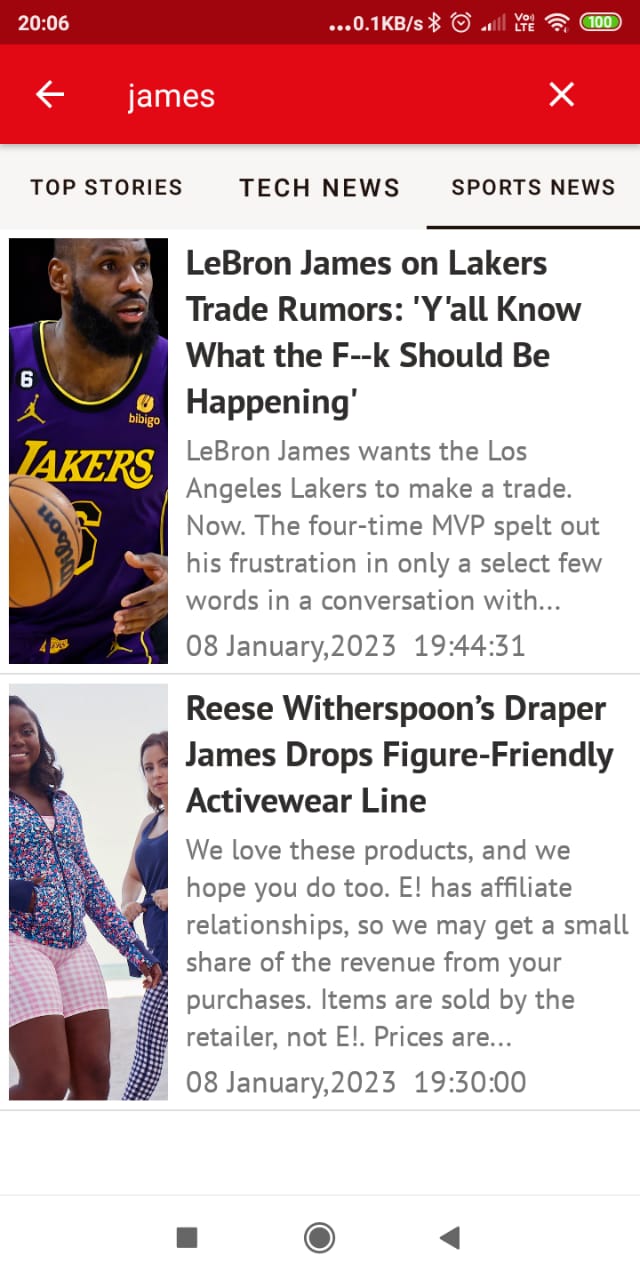 20:06 ...0.1KB/s Vo) LTE 100
james
TOP STORIES TECH NEWS SPORTS NEWS
LeBron James on Lakers
Trade Rumors: 'Y'all Know
What the F--k Should Be
Happening'
LeBron James wants the Los
Angeles Lakers to make a trade.
Now. The four-time MVP spelt out
his frustration in only a select few
words in a conversation with...
08 January,2023 19:44:31
6
bibigo
LAKERS
6
Wilson
Reese Witherspoon’s Draper
James Drops Figure-Friendly
Activewear Line
We love these products, and we
hope you do too. E! has affiliate
relationships, so we may get a small
share of the revenue from your
purchases. Items are sold by the
retailer, not E!. Prices are...
08 January,2023 19:30:00